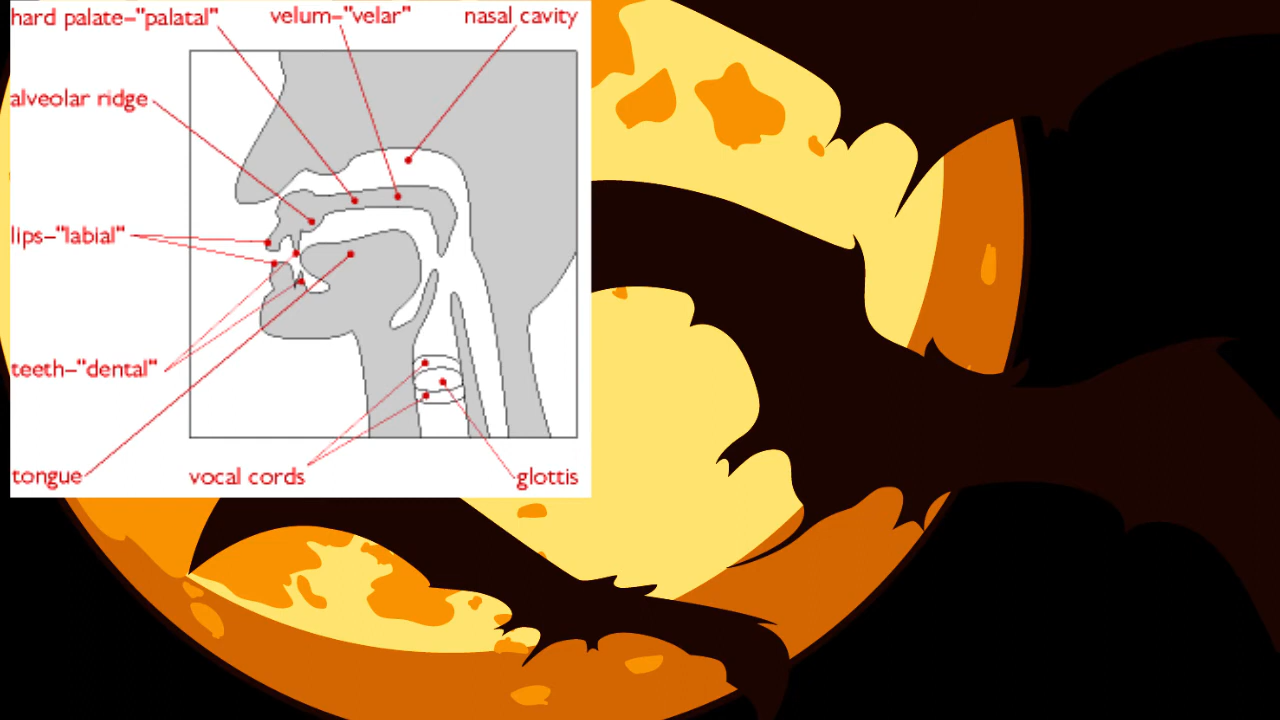 hard palate–"palatal"
velum–"velar"
nasal cavity
alveolar ridge
lips–"labial"
teeth–"dental"
tongue
vocal cords
glottis